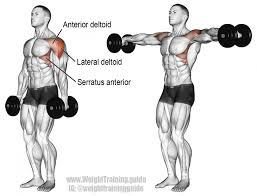 Anterior deltoid
Lateral deltoid
Serratus anterior
www.WeightTraining.guide
IG: @weighttrainingguide